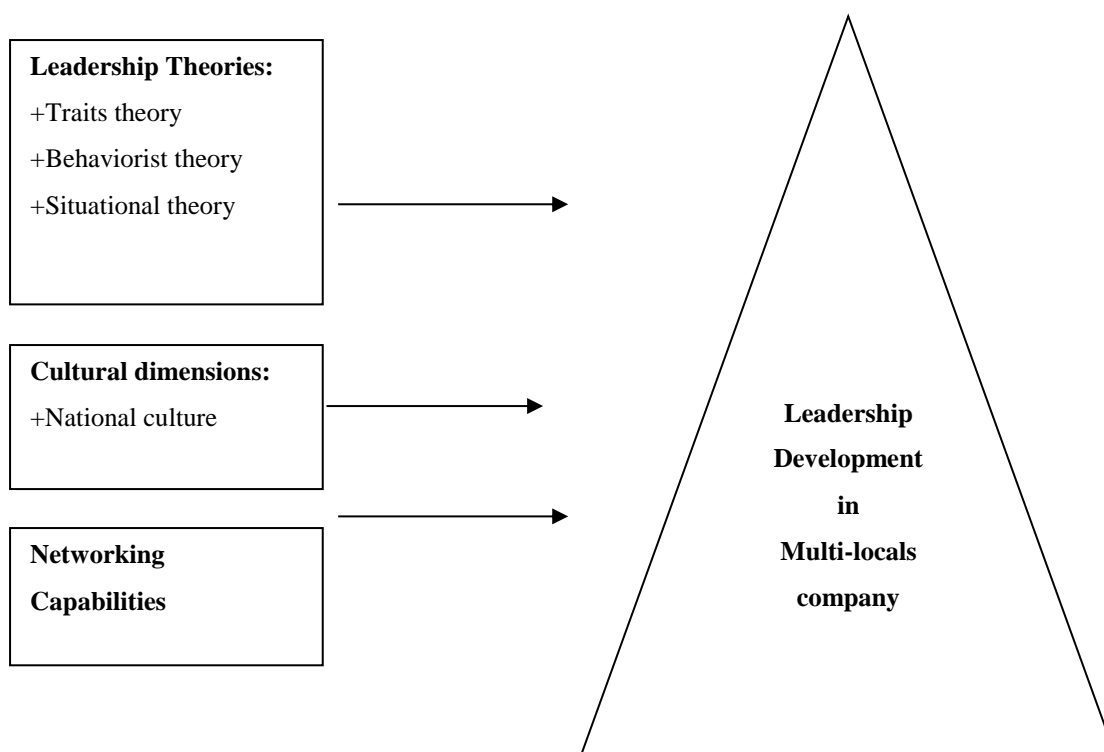 Leadership Theories:
+Traits theory
+Behaviorist theory
+Situational theory
Cultural dimensions:
+National culture
Networking
Capabilities
Leadership
Development
in
Multi-locals
company